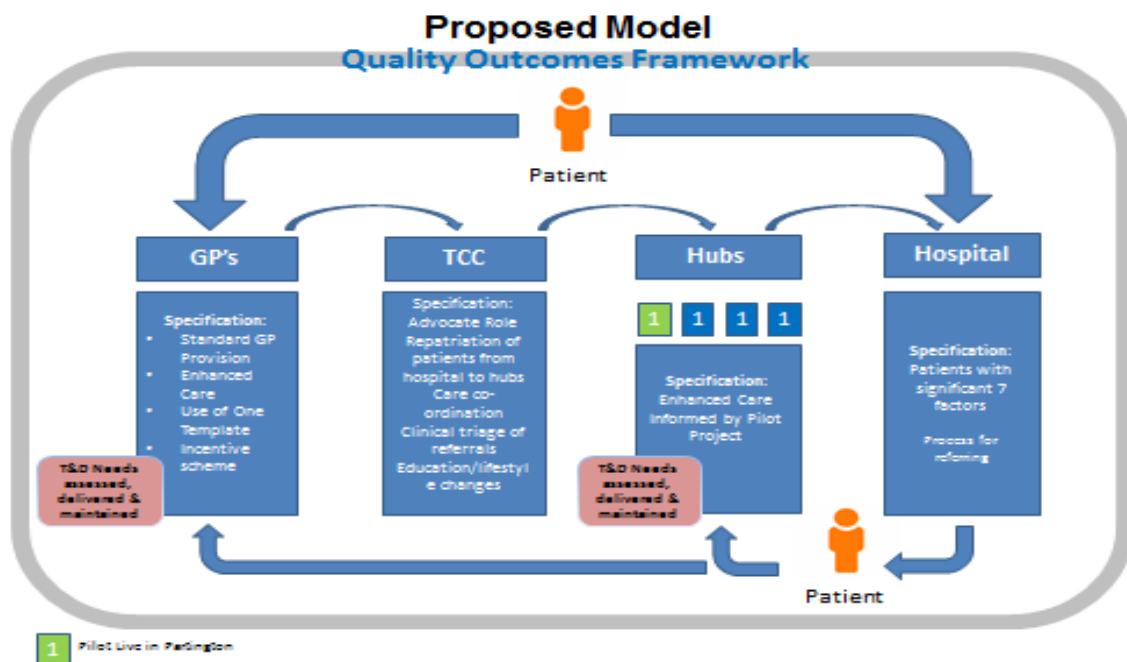 Proposed Model
Quality Outcomes Framework
Patient
GP's
TCC
Hubs
Hospital
Specification:
• Standard GP
Provision
• Enhanced
Care
• Use of One
Template
• Incentive
scheme
T&D Needs
assessed,
delivered &
maintained
Specification:
Advocate Role
Repatriation of
patients from
hospital to hubs
Care co-
ordination
Clinical triage of
referrals
Education/lifestyl
e changes
1 1 1 1
Specification:
Enhanced Care
Informed by Pilot
Project
T&D Needs
assessed,
delivered &
maintained
Specification:
Patients with
significant 7
factors
Process for
referring
Patient
1 Pilot Live in Partington